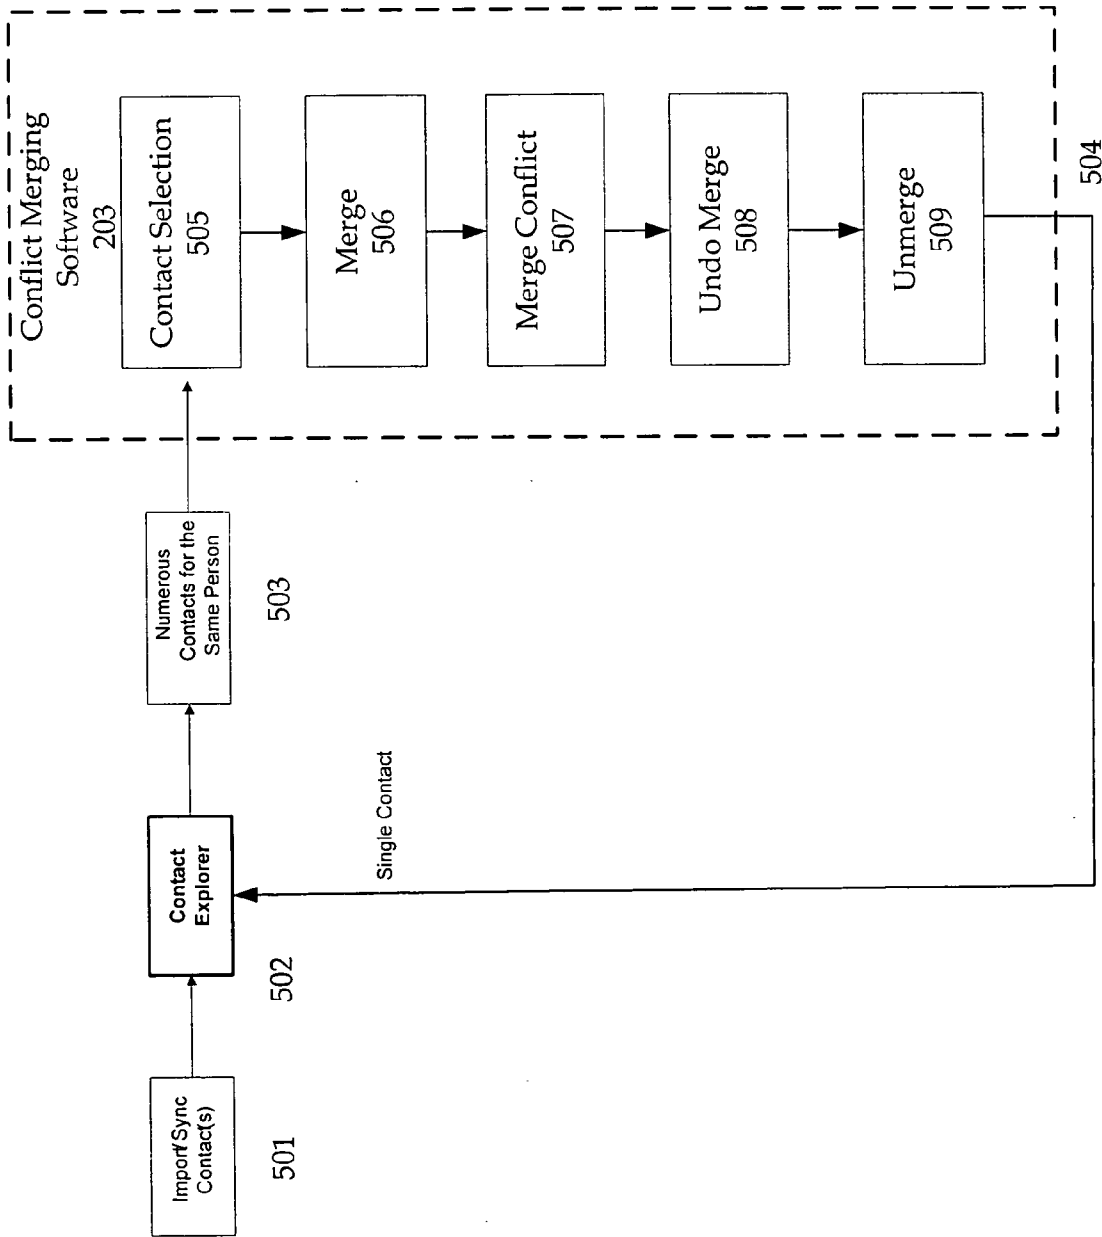 Import/Sync
Contact(s)
501
Contact
Explorer
502
Numerous
Contacts for the
Same Person
503
Single Contact
Conflict Merging
Software
203
Contact Selection
505
Merge
506
Merge Conflict
507
Undo Merge
508
Unmerge
509
504